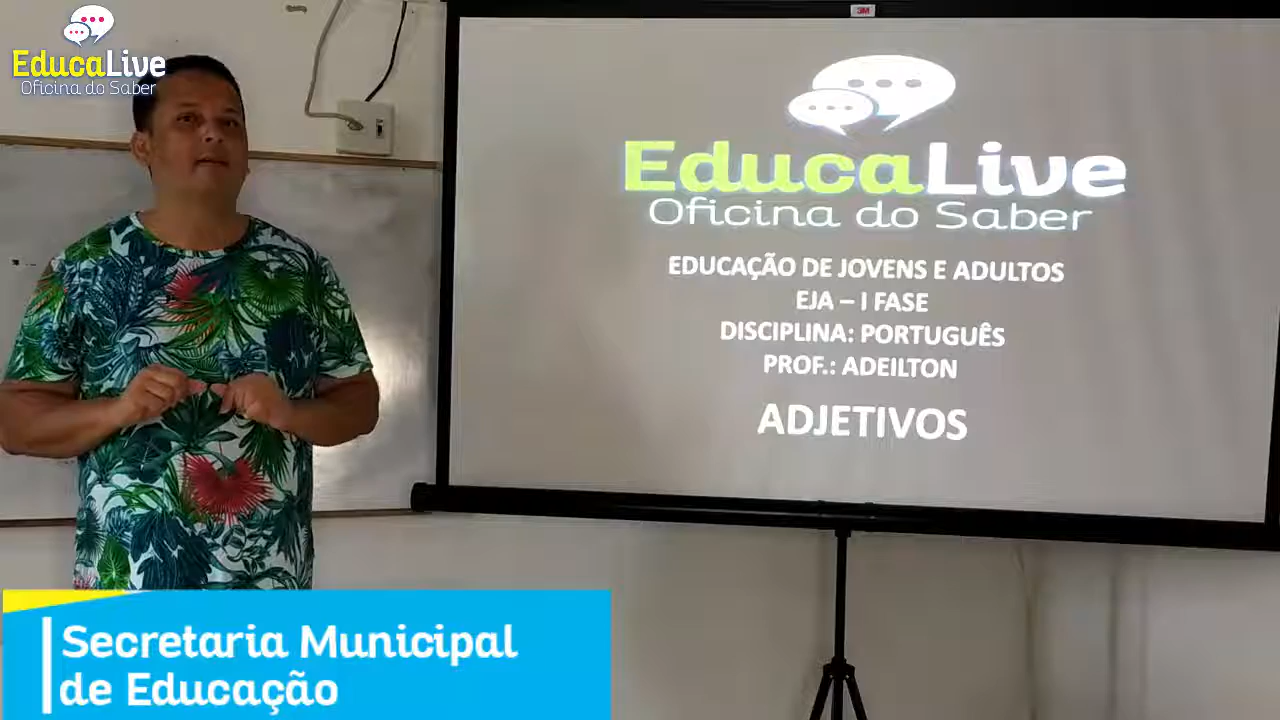 EducaLive
Oficina do Saber
3M
EducaLive
Oficina do Saber
EDUCAÇÃO DE JOVENS E ADULTOS
EJA – I FASE
DISCIPLINA: PORTUGUÊS
PROF.: ADEILTON
ADJETIVOS
Secretaria Municipal
de Educação